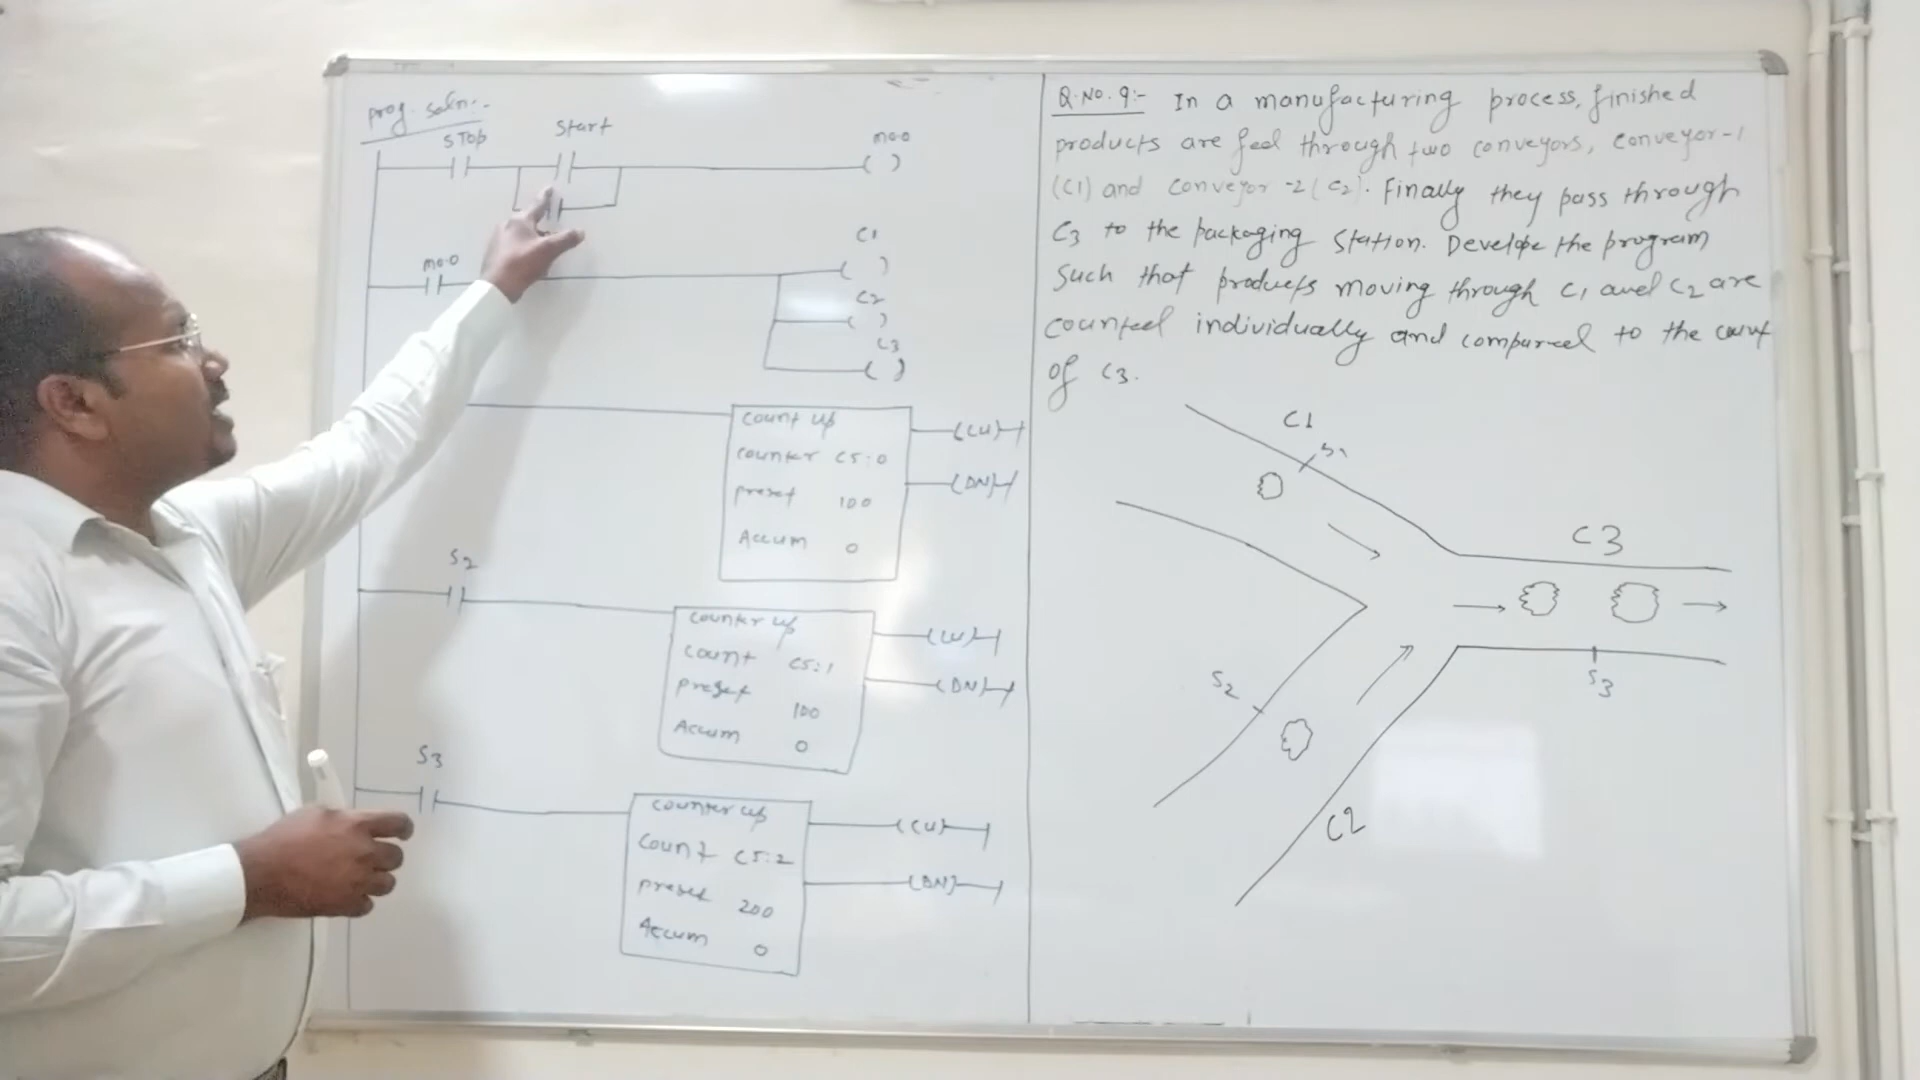 prog. soln:-
STOP
Start
m0.0
m0.0
C1
C2
C3
Count Up
Counter C5:0
preset 100
Accum 0
(CU)
(DN)
S2
Counter up
Count C5:1
preset 100
Accum 0
(CU)
(DN)
S3
Counter up
Count C5:2
preset 200
Accum 0
(CU)
(DN)
Q.No. 9:- In a manufacturing process, finished
products are feed through two conveyors, conveyor-1
(C1) and conveyor -2 (C2). Finally they pass through
C3 to the packaging Station. Develope the program
Such that products moving through C1 and C2 are
counted individually and compared to the count
of C3.
C1
S1
C3
S2
S3
C2